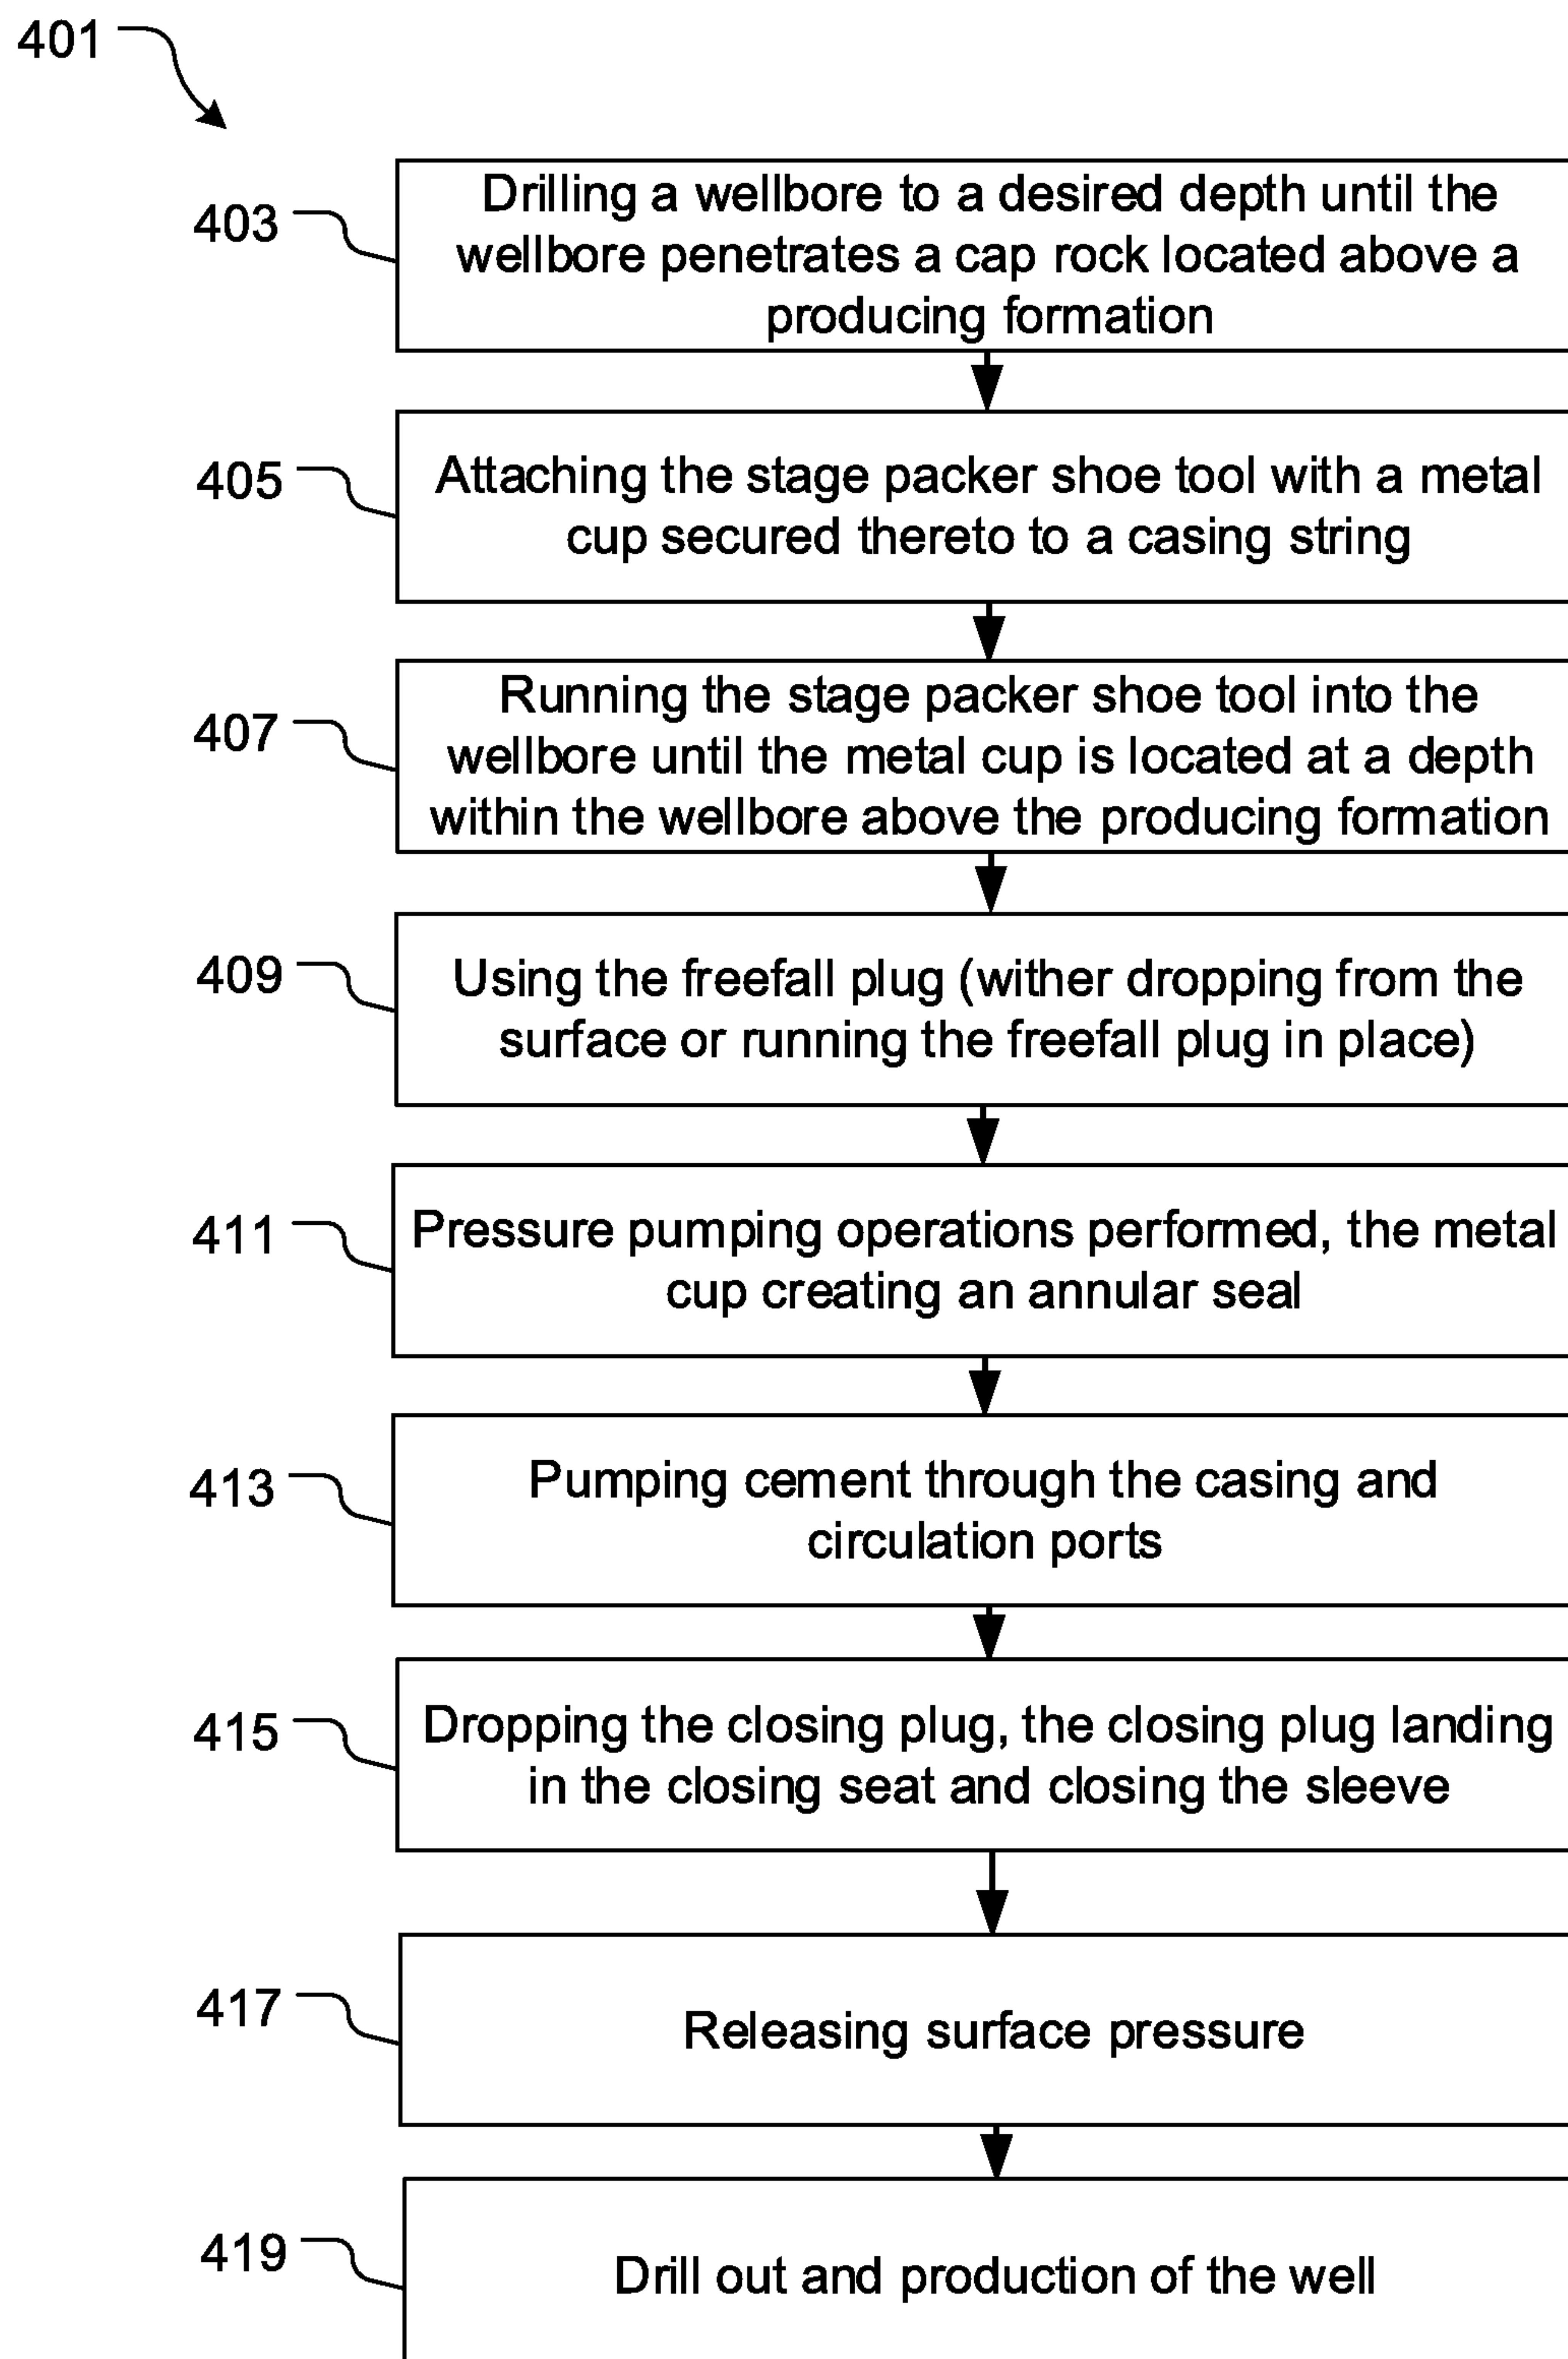 401
403
Drilling a wellbore to a desired depth until the
wellbore penetrates a cap rock located above a
producing formation
405
Attaching the stage packer shoe tool with a metal
cup secured thereto to a casing string
407
Running the stage packer shoe tool into the
wellbore until the metal cup is located at a depth
within the wellbore above the producing formation
409
Using the freefall plug (wither dropping from the
surface or running the freefall plug in place)
411
Pressure pumping operations performed, the metal
cup creating an annular seal
413
Pumping cement through the casing and
circulation ports
415
Dropping the closing plug, the closing plug landing
in the closing seat and closing the sleeve
417
Releasing surface pressure
419
Drill out and production of the well